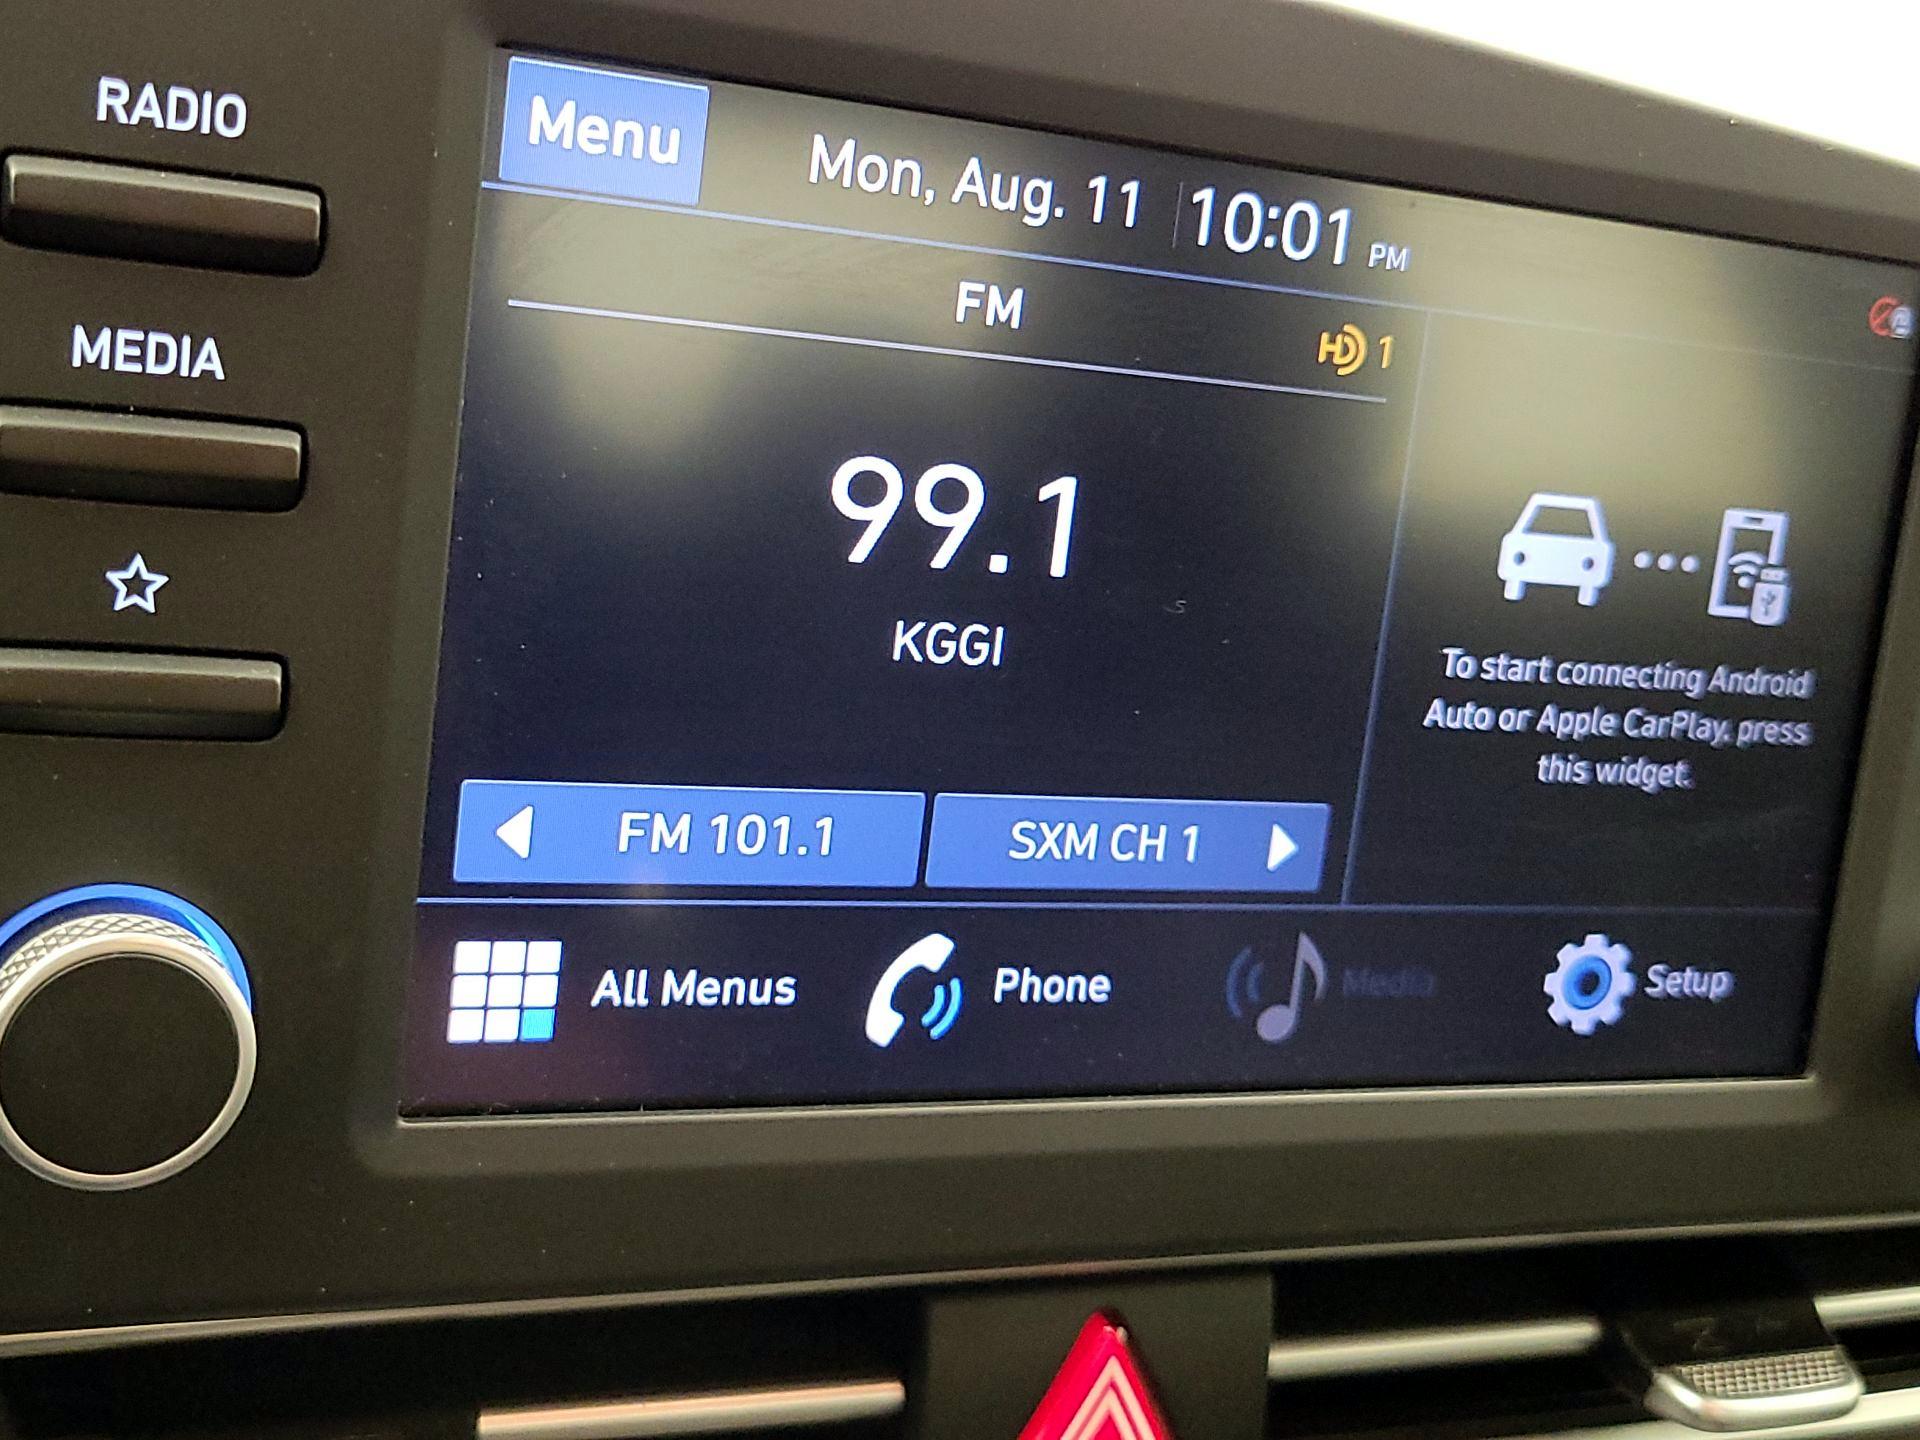 RADIO
MEDIA
Menu
Mon, Aug. 11 10:01 PM
FM
HD 1
99.1
KGGI
FM 101.1
SXM CH 1
To start connecting Android
Auto or Apple CarPlay, press
this widget.
All Menus
Phone
Media
Setup